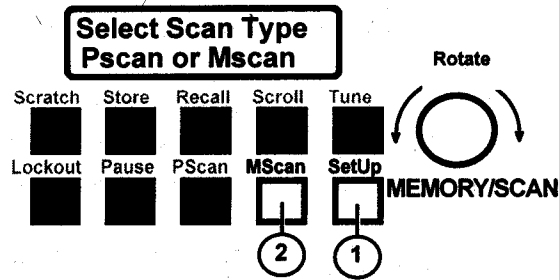 Select Scan Type
Pscan or Mscan
Rotate
Scratch Store Recall Scroll Tune
Lockout Pause PScan MScan SetUp
MEMORY/SCAN
2 1